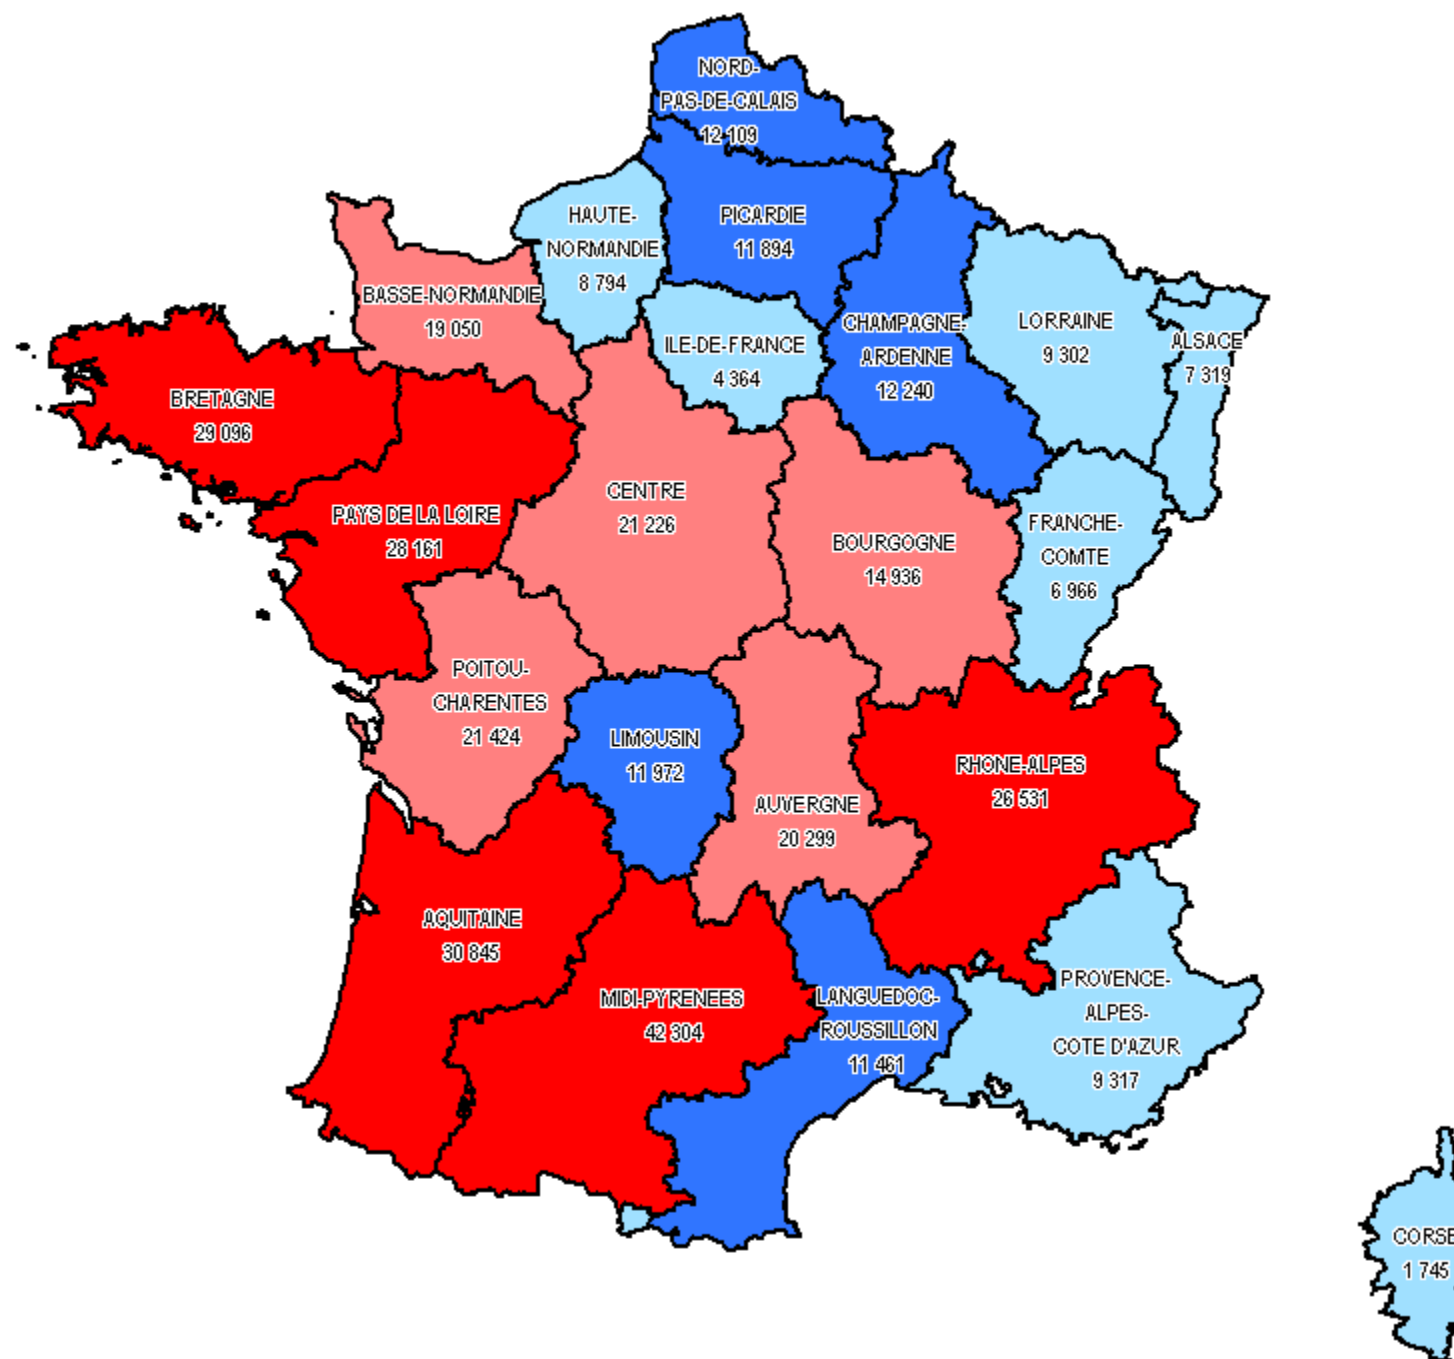 NORD-
PAS-DE-CALAIS
12 109
HAUTE-
NORMANDIE
8 794
PICARDIE
11 894
BASSE-NORMANDIE
19 050
ILE-DE-FRANCE
4 364
CHAMPAGNE-
ARDENNE
12 240
LORRAINE
9 302
ALSACE
7 319
BRETAGNE
29 096
PAYS DE LA LOIRE
28 161
CENTRE
21 226
BOURGOGNE
14 936
FRANCHE-
COMTE
6 966
POITOU-
CHARENTES
21 424
LIMOUSIN
11 972
AUVERGNE
20 299
RHONE-ALPES
26 531
AQUITAINE
30 845
MIDI-PYRENEES
42 304
LANGUEDOC-
ROUSSILLON
11 461
PROVENCE-
ALPES-
COTE D'AZUR
9 317
CORSE
1 745